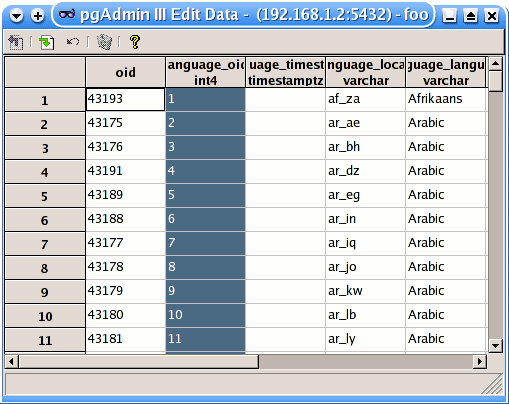 pgAdmin III Edit Data - (192.168.1.2:5432) - foo
oid anguage_oid uage_timest nguage_loca guage_langu
int4 timestamptz varchar varchar
1 43193 1 af_za Afrikaans
2 43175 2 ar_ae Arabic
3 43176 3 ar_bh Arabic
4 43191 4 ar_dz Arabic
5 43189 5 ar_eg Arabic
6 43188 6 ar_in Arabic
7 43177 7 ar_iq Arabic
8 43178 8 ar_jo Arabic
9 43179 9 ar_kw Arabic
10 43180 10 ar_lb Arabic
11 43181 11 ar_ly Arabic